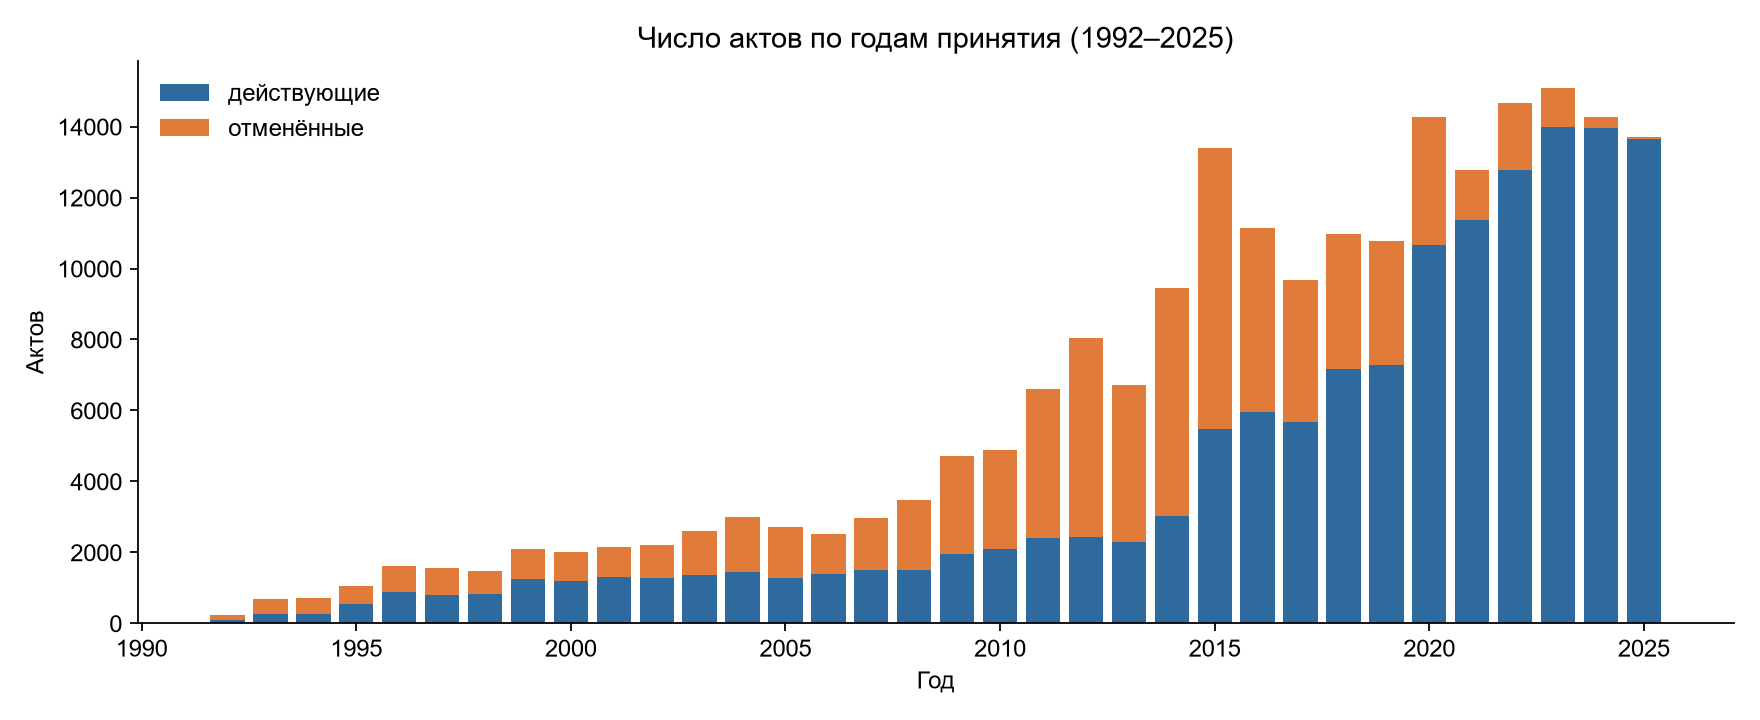 Число актов по годам принятия (1992–2025)
действующие
отменённые
Актов
14000
12000
10000
8000
6000
4000
2000
0
1990 1995 2000 2005 2010 2015 2020 2025
Год